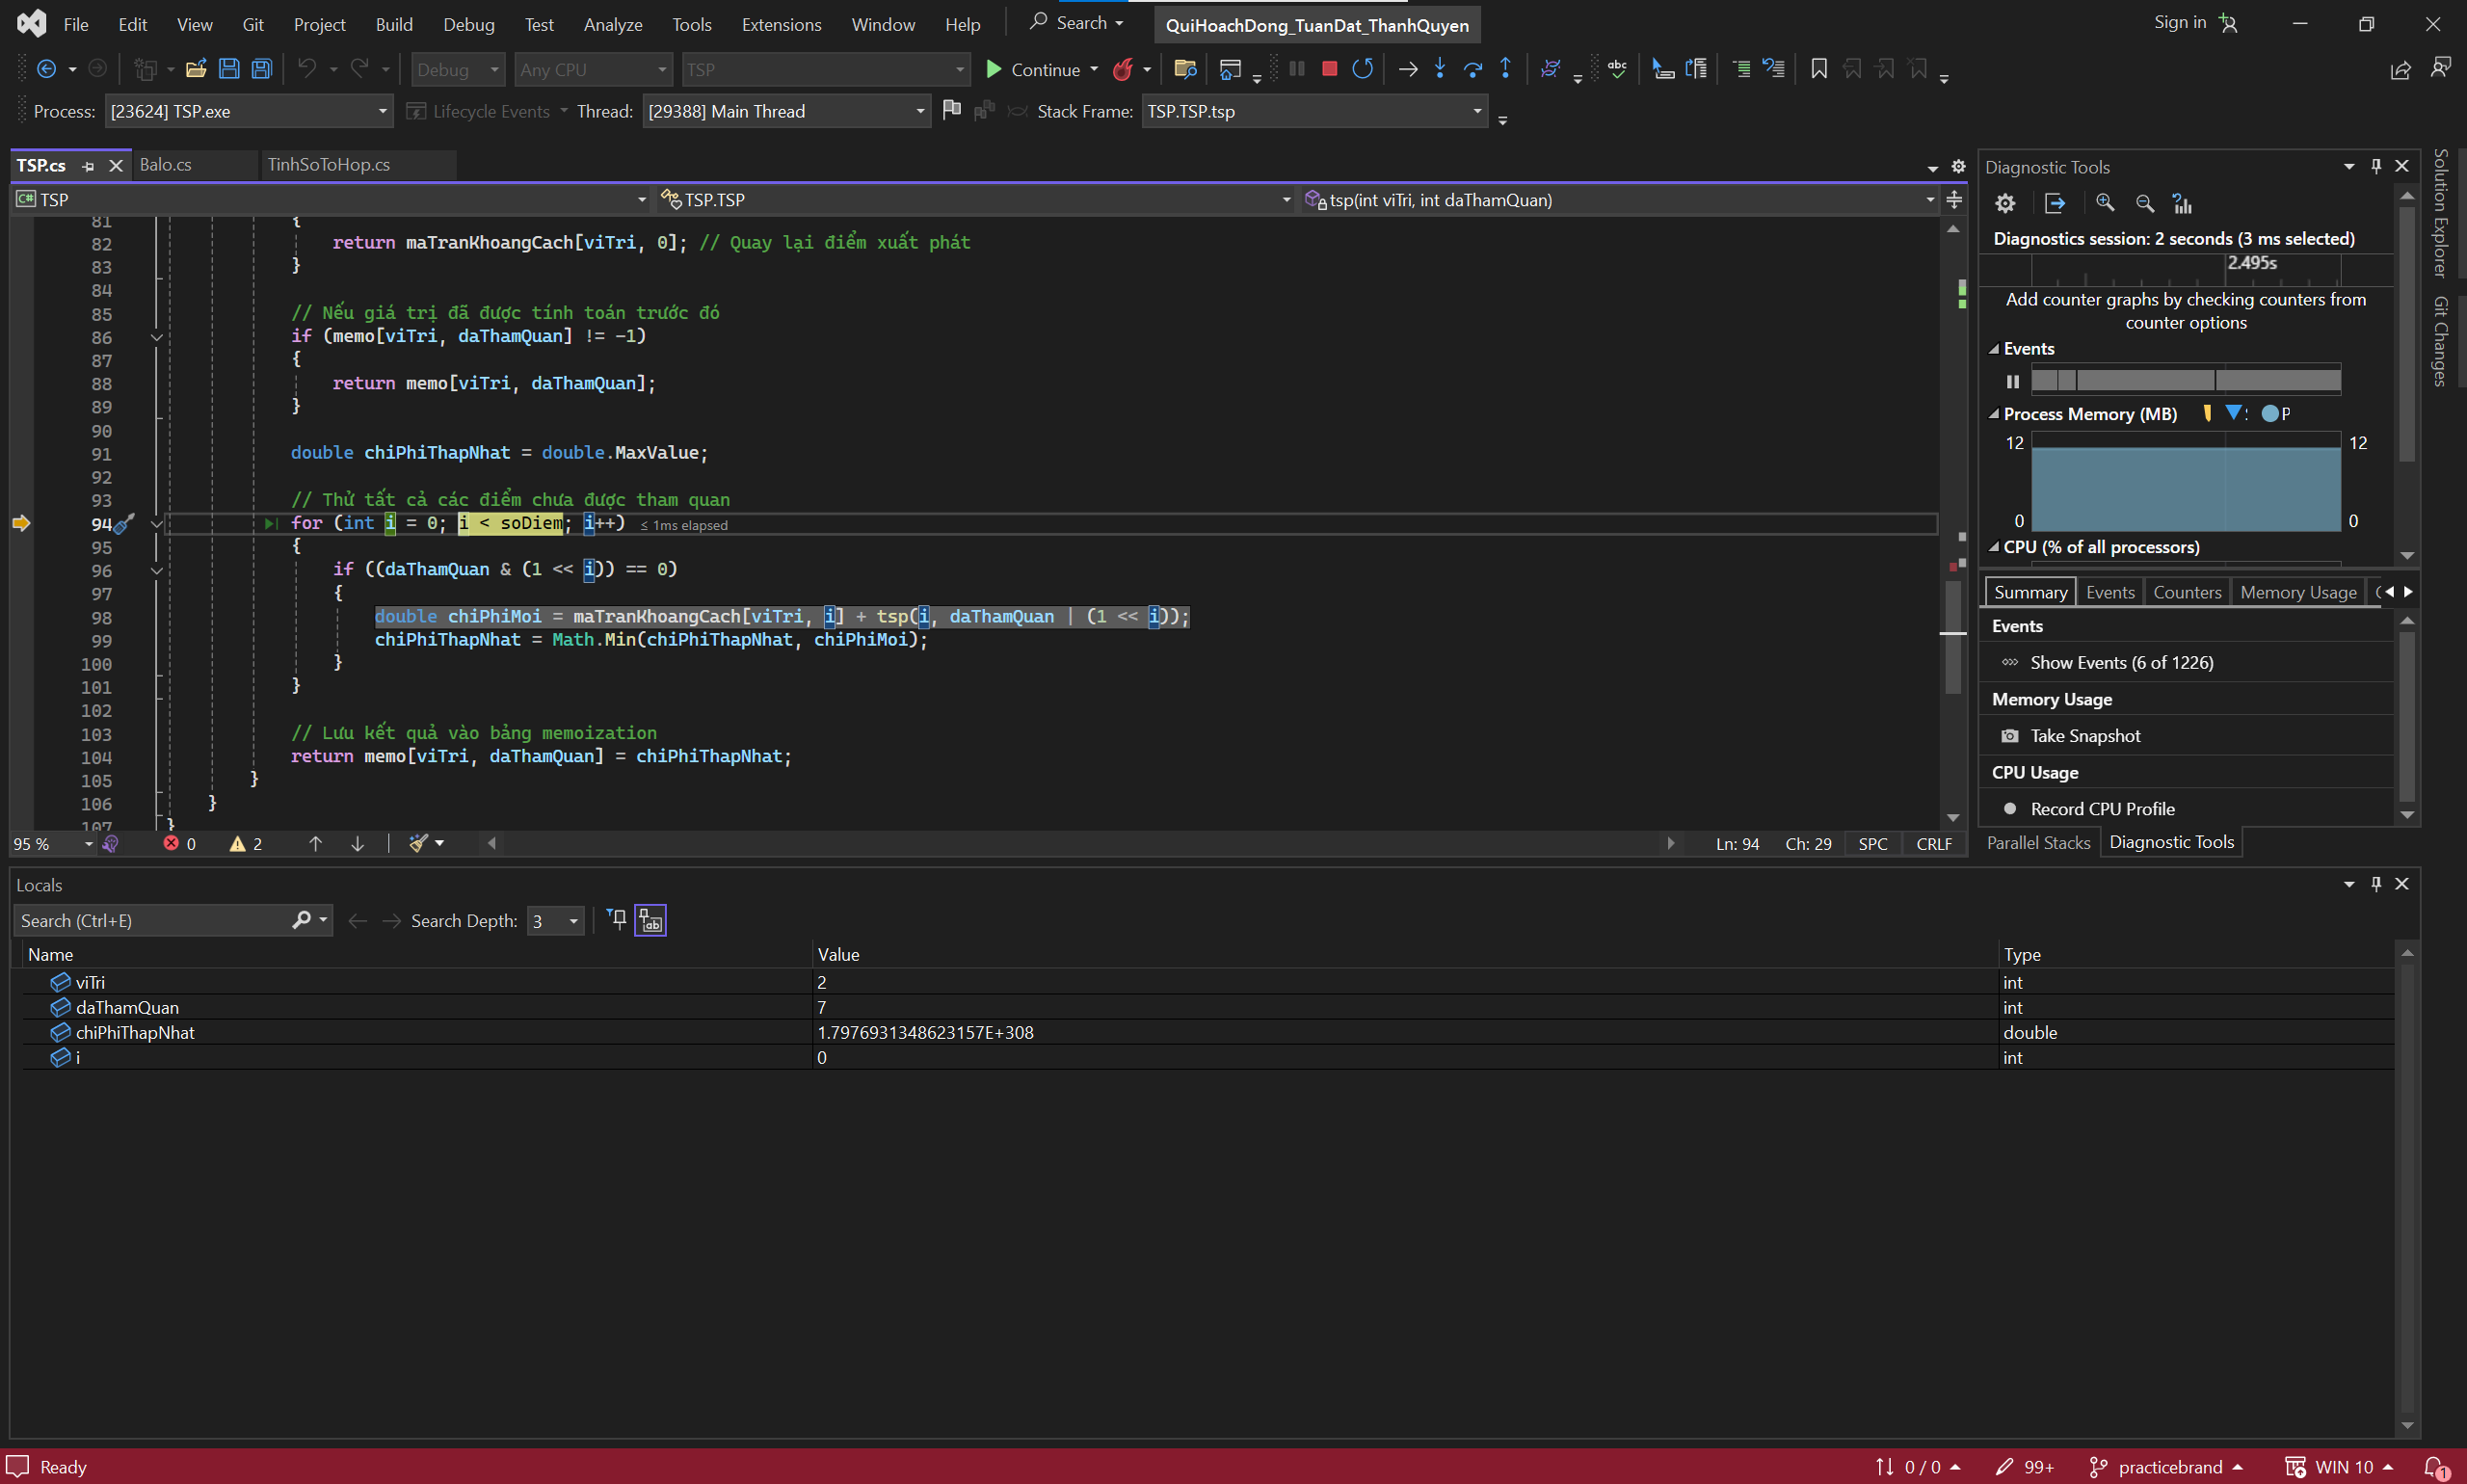 File Edit View Git Project Build Debug Test Analyze Tools Extensions Window Help Search QuiHoachDong_TuanDat_ThanhQuyen Sign in
Debug Any CPU TSP Continue
Process: [23624] TSP.exe Lifecycle Events Thread: [29388] Main Thread Stack Frame: TSP.TSP.tsp
TSP.cs Balo.cs TinhSoToHop.cs
TSP TSP.TSP tsp(int viTri, int daThamQuan)
81 {
82 return maTranKhoangCach[viTri, 0]; // Quay lại điểm xuất phát
83 }
84
85 // Nếu giá trị đã được tính toán trước đó
86 if (memo[viTri, daThamQuan] != -1)
87 {
88 return memo[viTri, daThamQuan];
89 }
90
91 double chiPhiThapNhat = double.MaxValue;
92
93 // Thử tất cả các điểm chưa được tham quan
94 for (int i = 0; i < soDiem; i++) ≤ 1ms elapsed
95 {
96 if ((daThamQuan & (1 << i)) == 0)
97 {
98 double chiPhiMoi = maTranKhoangCach[viTri, i] + tsp(i, daThamQuan | (1 << i));
99 chiPhiThapNhat = Math.Min(chiPhiThapNhat, chiPhiMoi);
100 }
101 }
102
103 // Lưu kết quả vào bảng memoization
104 return memo[viTri, daThamQuan] = chiPhiThapNhat;
105 }
106 }
107 }
95 % 0 2 Ln: 94 Ch: 29 SPC CRLF
Diagnostic Tools
Diagnostics session: 2 seconds (3 ms selected)
2.495s
Add counter graphs by checking counters from
counter options
Events
Process Memory (MB) P
12 12
0 0
CPU (% of all processors)
Summary Events Counters Memory Usage
Events
Show Events (6 of 1226)
Memory Usage
Take Snapshot
CPU Usage
Record CPU Profile
Parallel Stacks Diagnostic Tools
Solution Explorer
Git Changes
Locals
Search (Ctrl+E) Search Depth: 3
Name Value Type
viTri 2 int
daThamQuan 7 int
chiPhiThapNhat 1.7976931348623157E+308 double
i 0 int
Ready 0 / 0 99+ practicebrand WIN 10 1